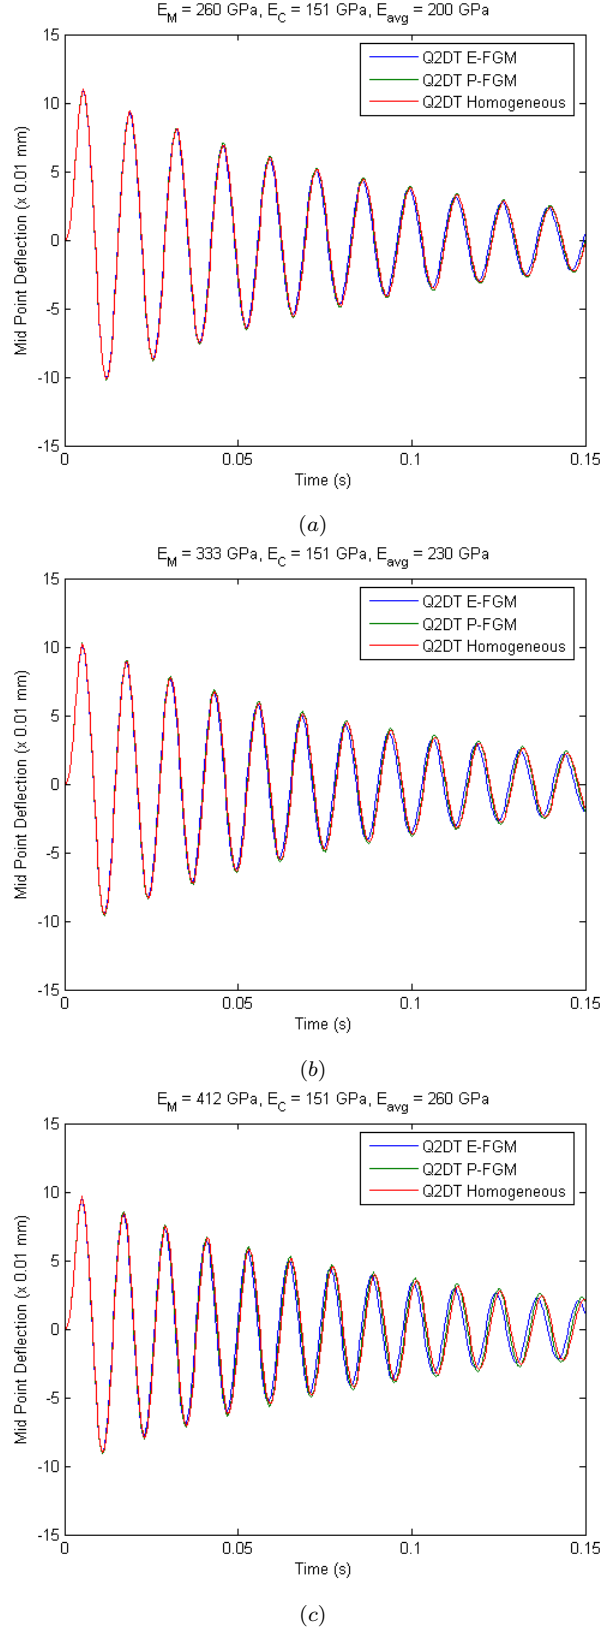 E_M = 260 GPa, E_C = 151 GPa, E_avg = 200 GPa
15
10
5
0
-5
-10
-15
Mid Point Deflection (x 0.01 mm)
Q2DT E-FGM
Q2DT P-FGM
Q2DT Homogeneous
0 0.05 0.1 0.15
Time (s)
(a)
E_M = 333 GPa, E_C = 151 GPa, E_avg = 230 GPa
15
10
5
0
-5
-10
-15
Mid Point Deflection (x 0.01 mm)
Q2DT E-FGM
Q2DT P-FGM
Q2DT Homogeneous
0 0.05 0.1 0.15
Time (s)
(b)
E_M = 412 GPa, E_C = 151 GPa, E_avg = 260 GPa
15
10
5
0
-5
-10
-15
Mid Point Deflection (x 0.01 mm)
Q2DT E-FGM
Q2DT P-FGM
Q2DT Homogeneous
0 0.05 0.1 0.15
Time (s)
(c)